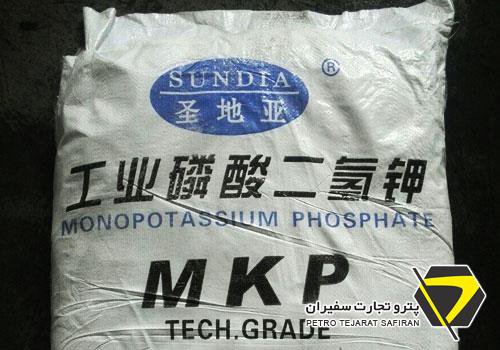 SUNDIA ®
圣地亚
工业磷酸二氢钾
MONOPOTASSIUM PHOSPHATE
MKP
TECH.GRADE
پترو تجارت سفیران
PETRO TEJARAT SAFIRAN